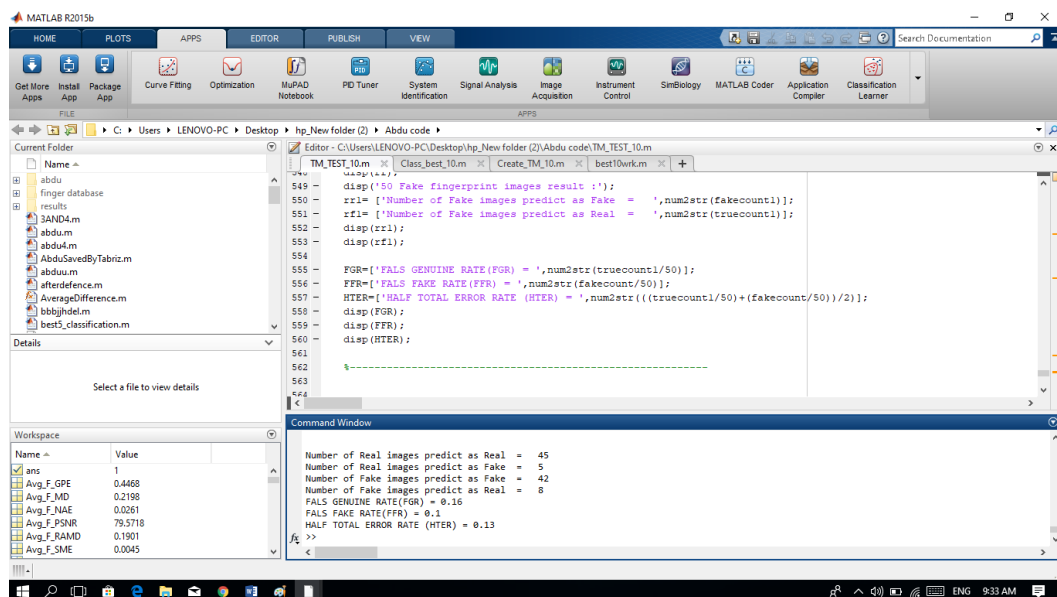 MATLAB R2015b
HOME PLOTS APPS EDITOR PUBLISH VIEW
Search Documentation
Get More Apps
Install App
Package App
Curve Fitting
Optimization
MuPAD Notebook
PID Tuner
System Identification
Signal Analysis
Image Acquisition
Instrument Control
SimBiology
MATLAB Coder
Application Compiler
Classification Learner
FILE
APPS
C: Users LENOVO-PC Desktop hp_New folder (2) Abdu code
Current Folder
Name
abdu
finger database
results
3AND4.m
abdu.m
abdu4.m
AbduSavedByTabriz.m
abduu.m
afterdefence.m
AverageDifference.m
bbbjjhdel.m
best5_classification.m
Details
Select a file to view details
Workspace
Name Value
ans 1
Avg_F_GPE 0.4468
Avg_F_MD 0.2198
Avg_F_NAE 0.0261
Avg_F_PSNR 79.5718
Avg_F_RAMD 0.1901
Avg_F_SME 0.0045
Editor - C:\Users\LENOVO-PC\Desktop\hp_New folder (2)\Abdu code\TM_TEST_10.m
TM_TEST_10.m Class_best_10.m Create_TM_10.m best10wrk.m +
549 - disp('50 Fake fingerprint images result :');
550 - rr1= ['Number of Fake images predict as Fake = ',num2str(fakecount1)];
551 - rf1= ['Number of Fake images predict as Real = ',num2str(truecount1)];
552 - disp(rr1);
553 - disp(rf1);
554
555 - FGR=['FALS GENUINE RATE(FGR) = ',num2str(truecount1/50)];
556 - FFR=['FALS FAKE RATE(FFR) = ',num2str(fakecount/50)];
557 - HTER=['HALF TOTAL ERROR RATE (HTER) = ',num2str(((truecount1/50)+(fakecount/50))/2)];
558 - disp(FGR);
559 - disp(FFR);
560 - disp(HTER);
561
562 %----------------------------------------------------------
563
564
Command Window
Number of Real images predict as Real = 45
Number of Real images predict as Fake = 5
Number of Fake images predict as Fake = 42
Number of Fake images predict as Real = 8
FALS GENUINE RATE(FGR) = 0.16
FALS FAKE RATE(FFR) = 0.1
HALF TOTAL ERROR RATE (HTER) = 0.13
fx >>
ENG 9:33 AM